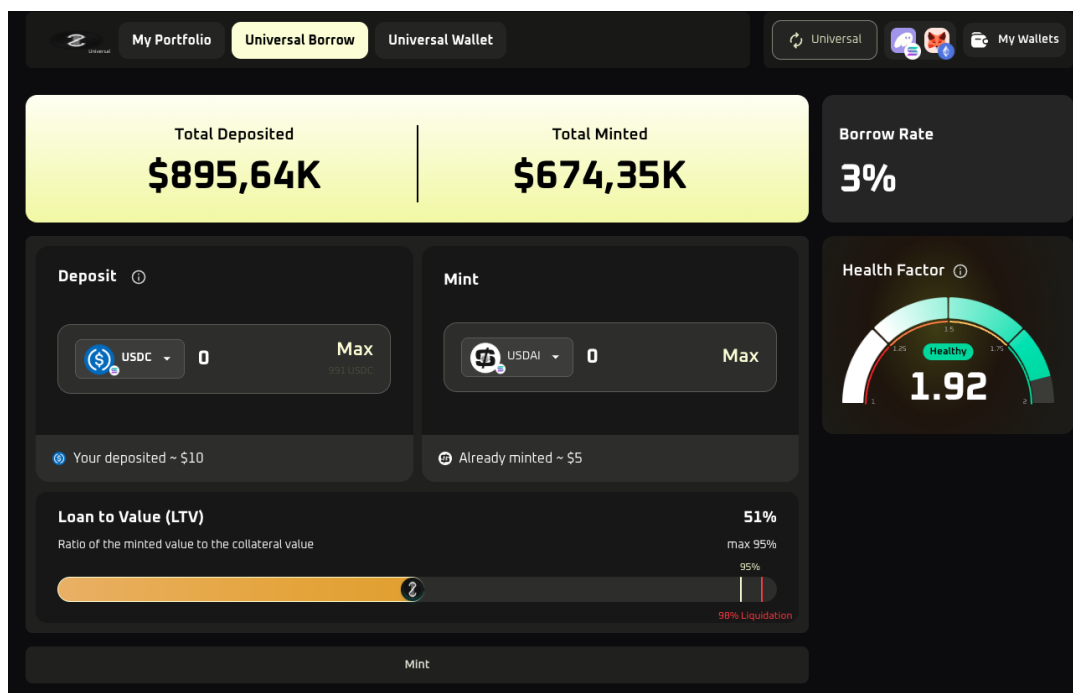 Universal
My Portfolio
Universal Borrow
Universal Wallet
Universal
My Wallets
Total Deposited
$895,64K
Total Minted
$674,35K
Borrow Rate
3%
Deposit
USDC
0
Max
991 USDC
Your deposited ~ $10
Mint
USDAI
0
Max
Already minted ~ $5
Health Factor
1.5
1.25
1.75
Healthy
1.92
1
2
Loan to Value (LTV)
51%
Ratio of the minted value to the collateral value
max 95%
95%
98% Liquidation
Mint